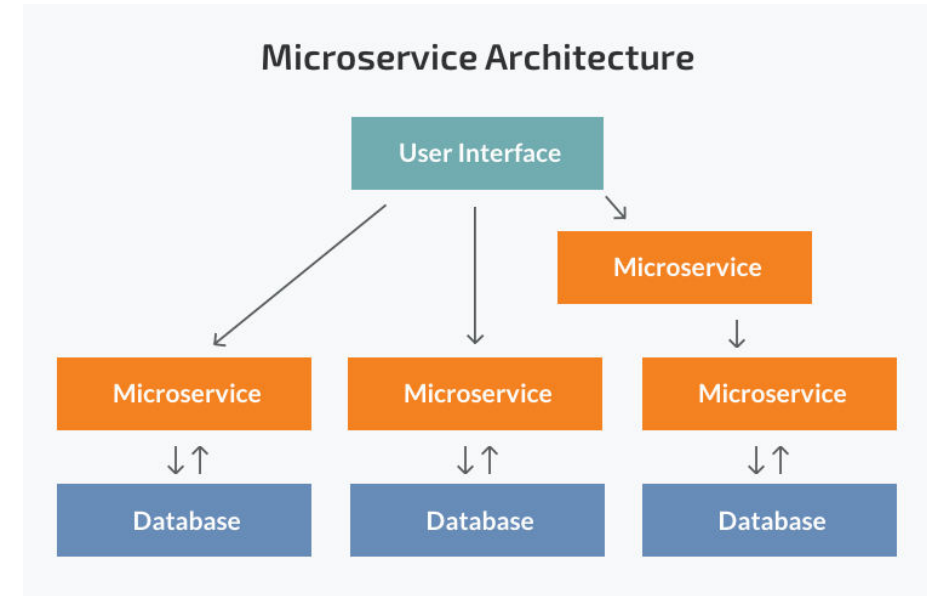 Microservice Architecture
User Interface
Microservice
Microservice
Microservice
Microservice
Database
Database
Database